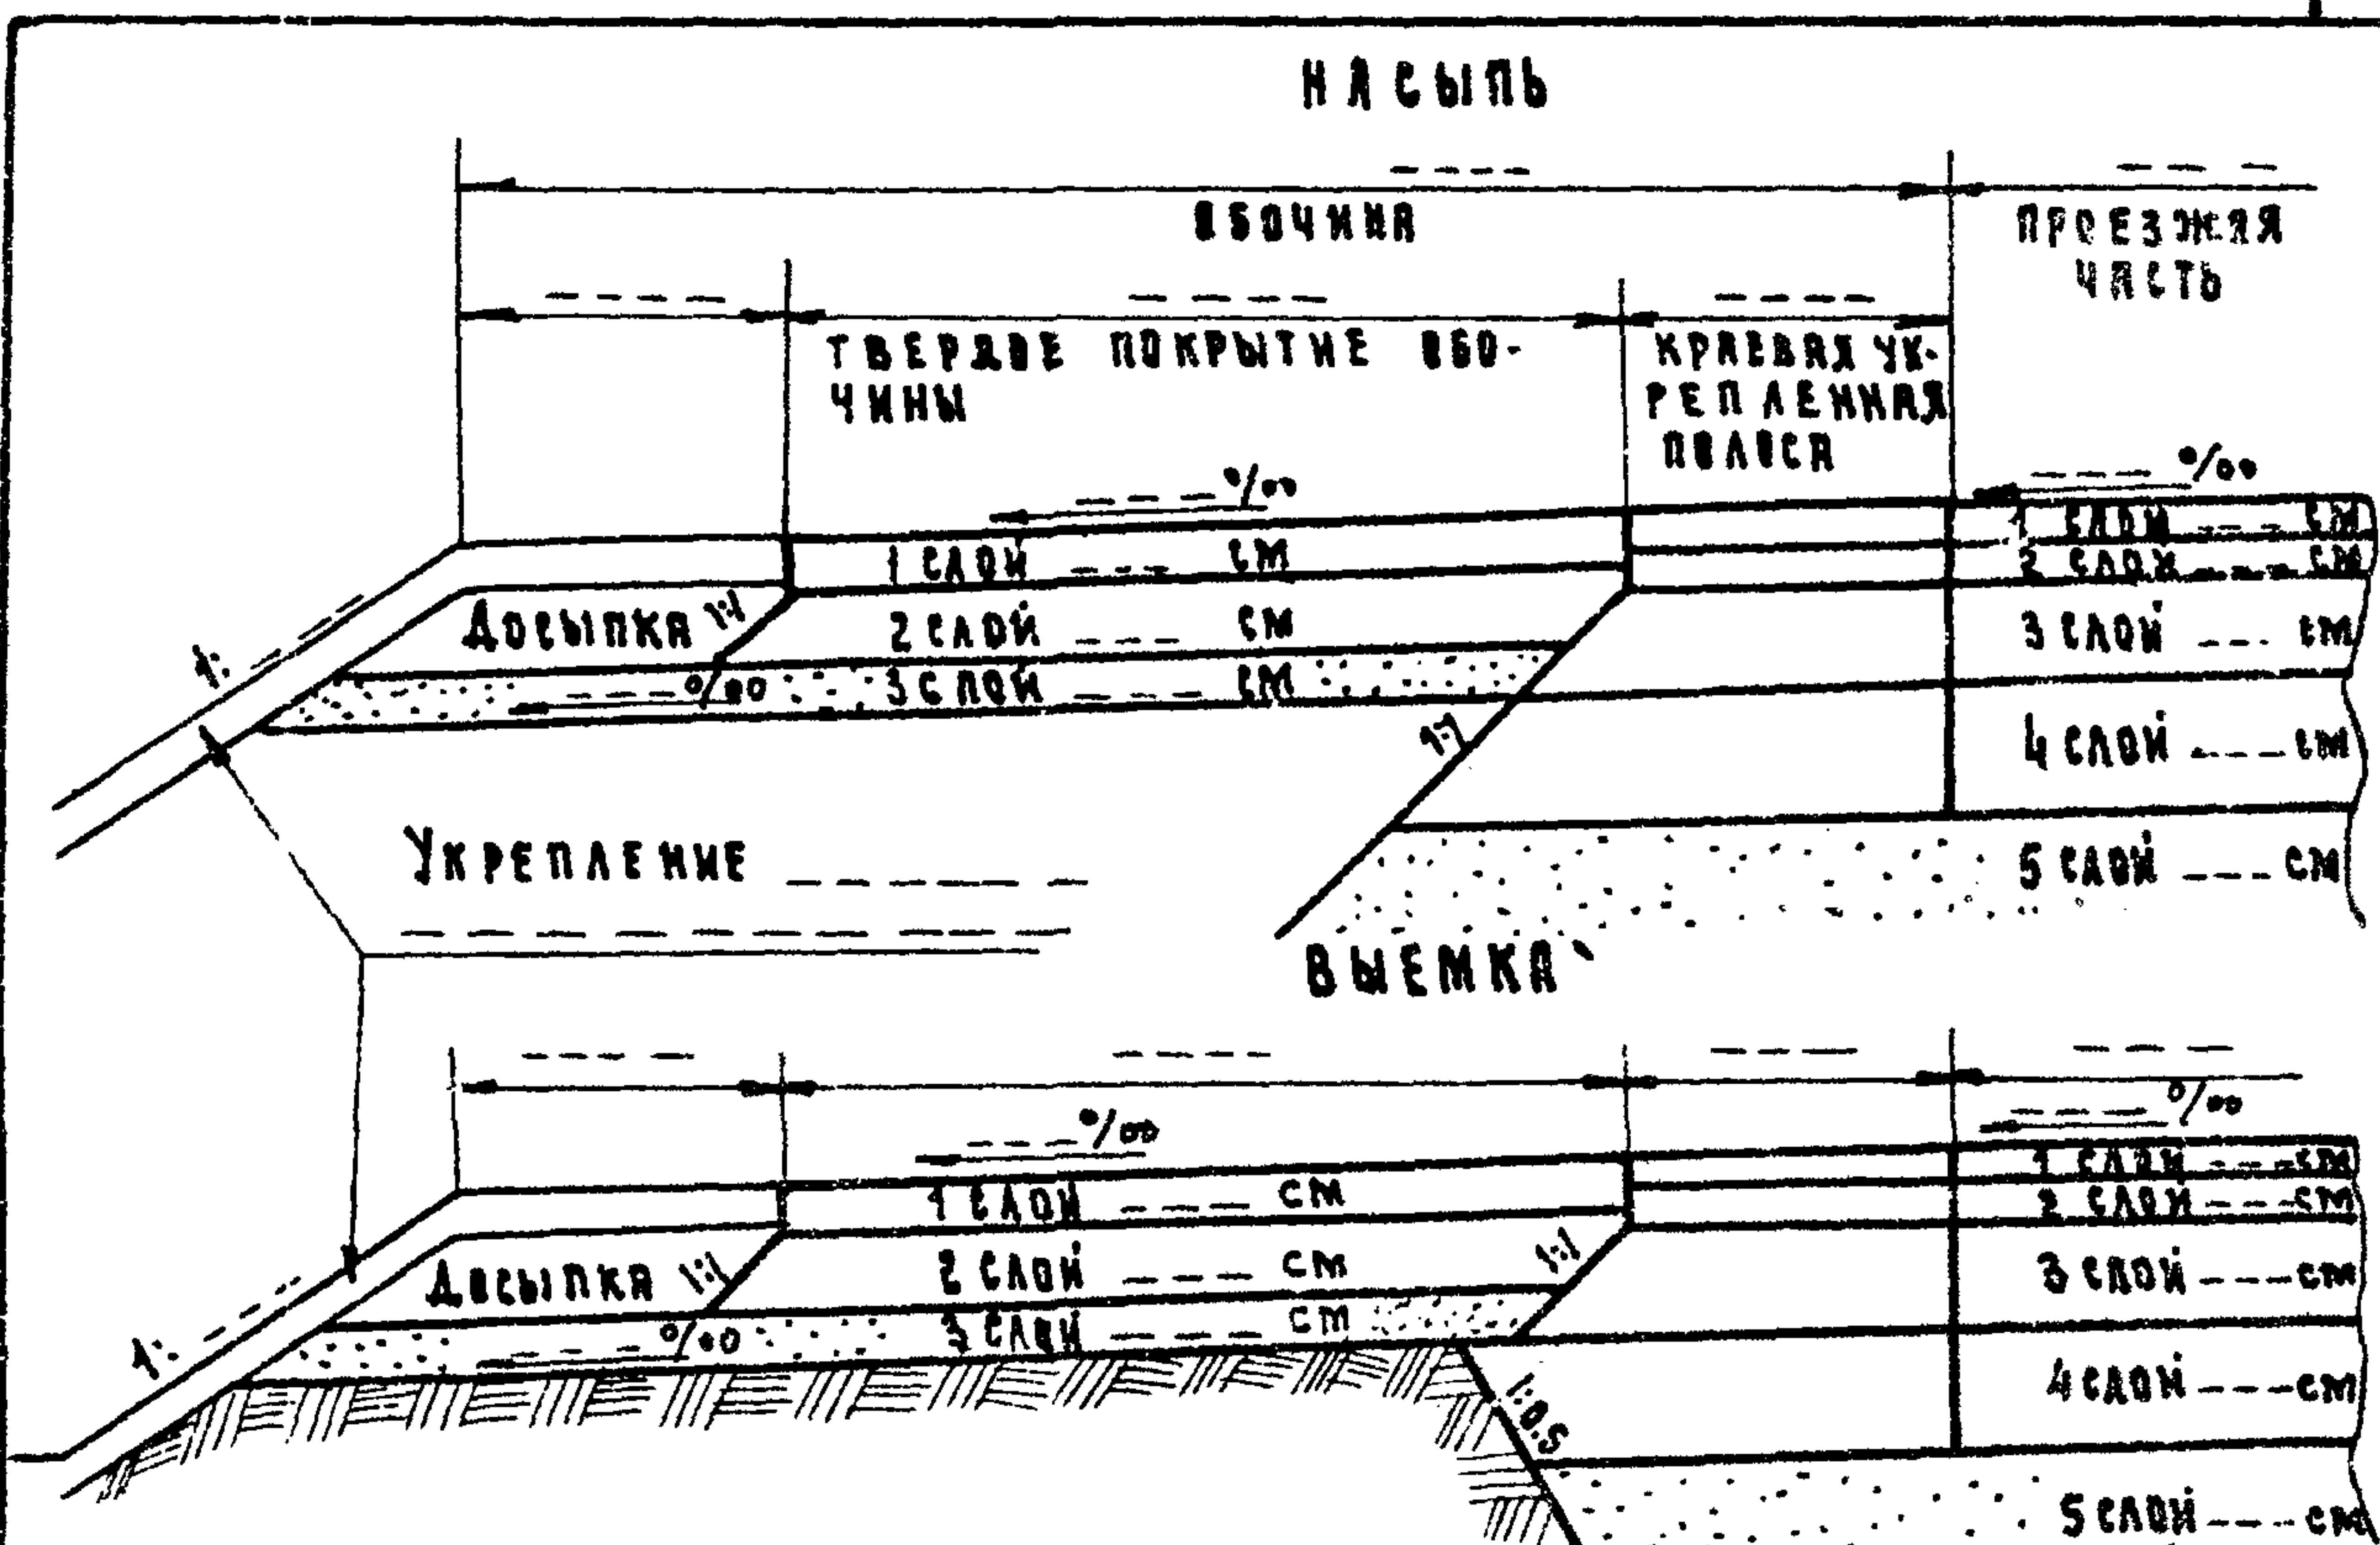 НАСЫПЬ
ОБОЧИНА
ПРОЕЗЖАЯ
ЧАСТЬ
ТВЕРДОЕ ПОКРЫТИЕ ОБО-
ЧИНЫ
КРАЕВАЯ УК-
РЕПЛЕННАЯ
ПОЛОСА
‰
‰
1 СЛОЙ --- СМ
2 СЛОЙ --- СМ
3 СЛОЙ --- СМ
4 СЛОЙ --- СМ
5 СЛОЙ --- СМ
1 СЛОЙ --- СМ
2 СЛОЙ --- СМ
3 СЛОЙ --- СМ
Досыпка 1:1
1: ---
--- ‰
1:1
УКРЕПЛЕНИЕ
ВЫЕМКА
‰
‰
1 СЛОЙ --- СМ
2 СЛОЙ --- СМ
3 СЛОЙ --- СМ
4 СЛОЙ --- СМ
5 СЛОЙ --- СМ
1 СЛОЙ --- СМ
2 СЛОЙ --- СМ
3 СЛОЙ --- СМ
Досыпка 1:1
1:1
1: ---
--- ‰
1:0.5